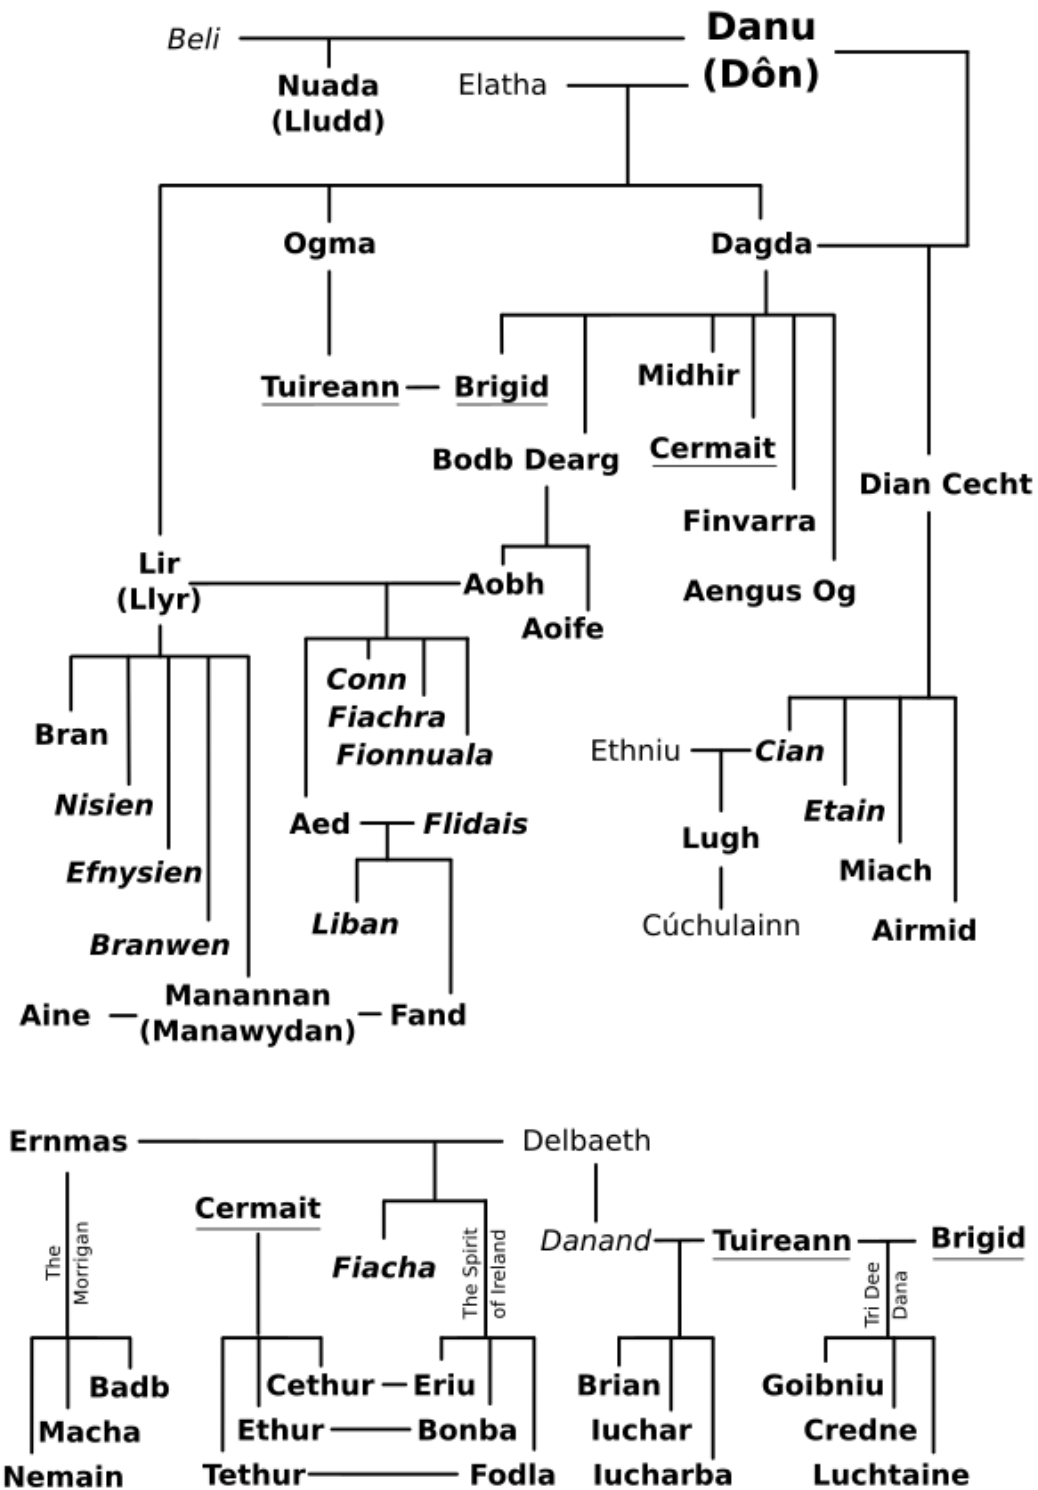 Beli
Danu
(Dôn)
Nuada
(Lludd)
Elatha
Ogma
Dagda
Tuireann
Brigid
Midhir
Cermait
Bodb Dearg
Dian Cecht
Finvarra
Lir
(Llyr)
Aobh
Aengus Og
Aoife
Conn
Fiachra
Fionnuala
Bran
Ethniu
Cian
Nisien
Etain
Aed
Flidais
Lugh
Efnysien
Miach
Liban
Cúchulainn
Airmid
Branwen
Aine
Manannan
(Manawydan)
Fand
Ernmas
Delbaeth
Cermait
The
Morrigan
Fiacha
The Spirit
of Ireland
Danand
Tuireann
Brigid
Tri Dee
Dana
Badb
Cethur
Eriu
Brian
Goibniu
Macha
Ethur
Bonba
Iuchar
Credne
Nemain
Tethur
Fodla
Iucharba
Luchtaine